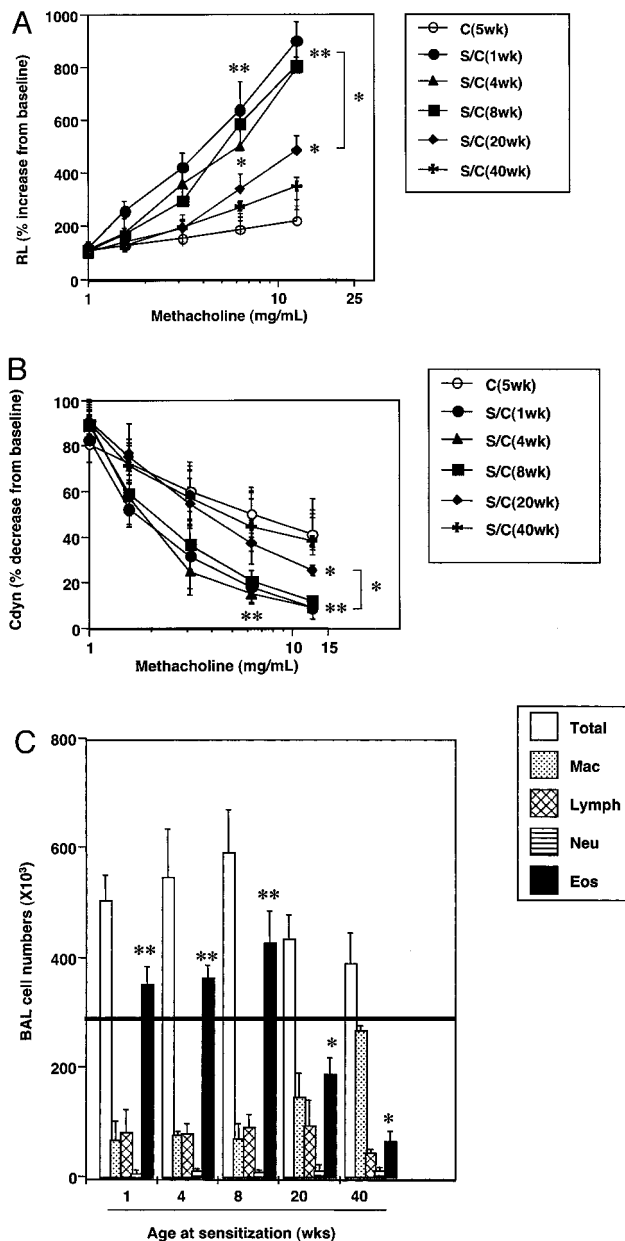 A
RL (% increase from baseline)
1000
800
600
400
200
0
**
**
*
*
*
1
10
25
Methacholine (mg/mL)
C(5wk)
S/C(1wk)
S/C(4wk)
S/C(8wk)
S/C(20wk)
S/C(40wk)
B
Cdyn (% decrease from baseline)
100
80
60
40
20
0
*
**
*
**
1
10
15
Methacholine (mg/mL)
C(5wk)
S/C(1wk)
S/C(4wk)
S/C(8wk)
S/C(20wk)
S/C(40wk)
C
BAL cell numbers (X10³)
800
600
400
200
0
**
**
**
*
*
1 4 8 20 40
Age at sensitization (wks)
Total
Mac
Lymph
Neu
Eos